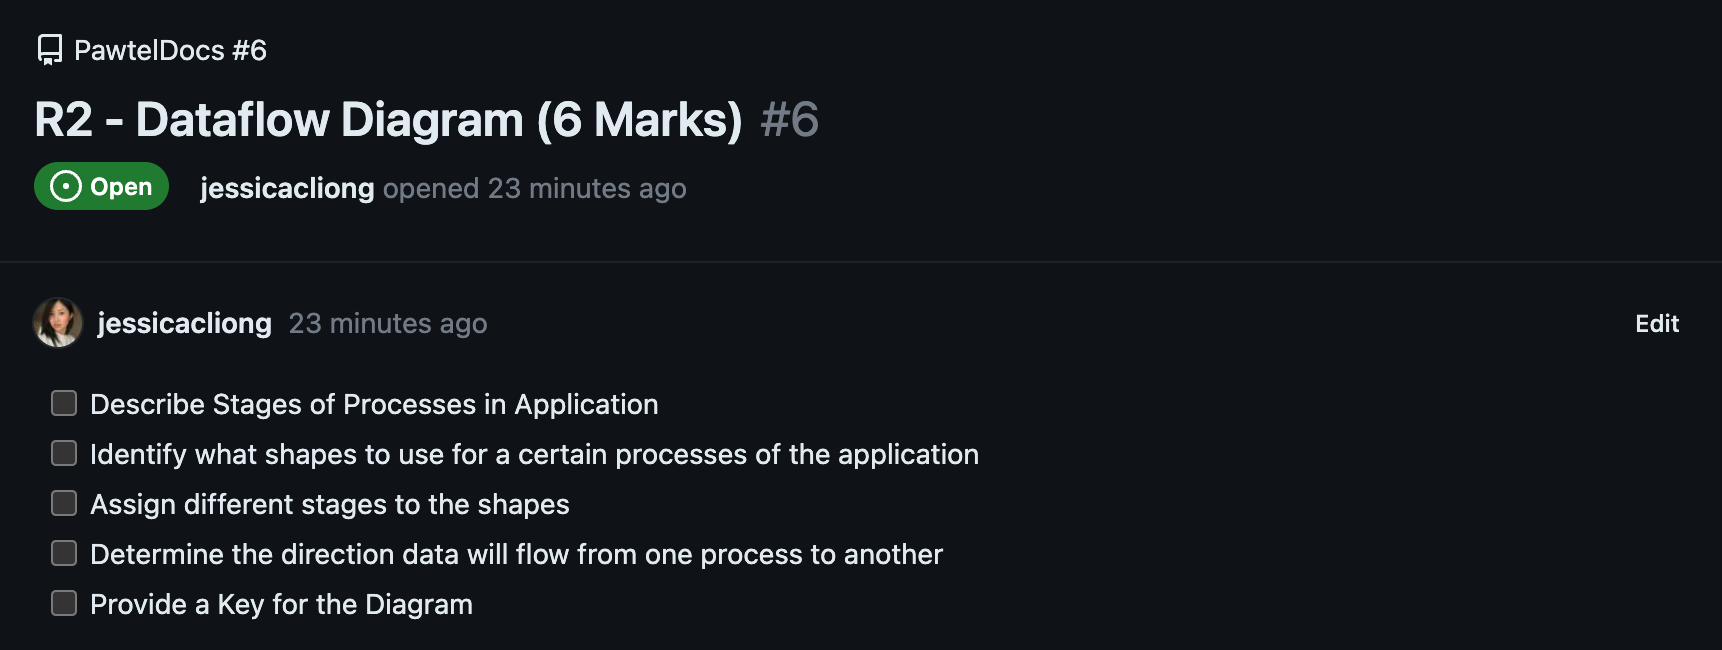 PawtelDocs #6
R2 - Dataflow Diagram (6 Marks) #6
Open jessicacliong opened 23 minutes ago
jessicacliong 23 minutes ago Edit
Describe Stages of Processes in Application
Identify what shapes to use for a certain processes of the application
Assign different stages to the shapes
Determine the direction data will flow from one process to another
Provide a Key for the Diagram